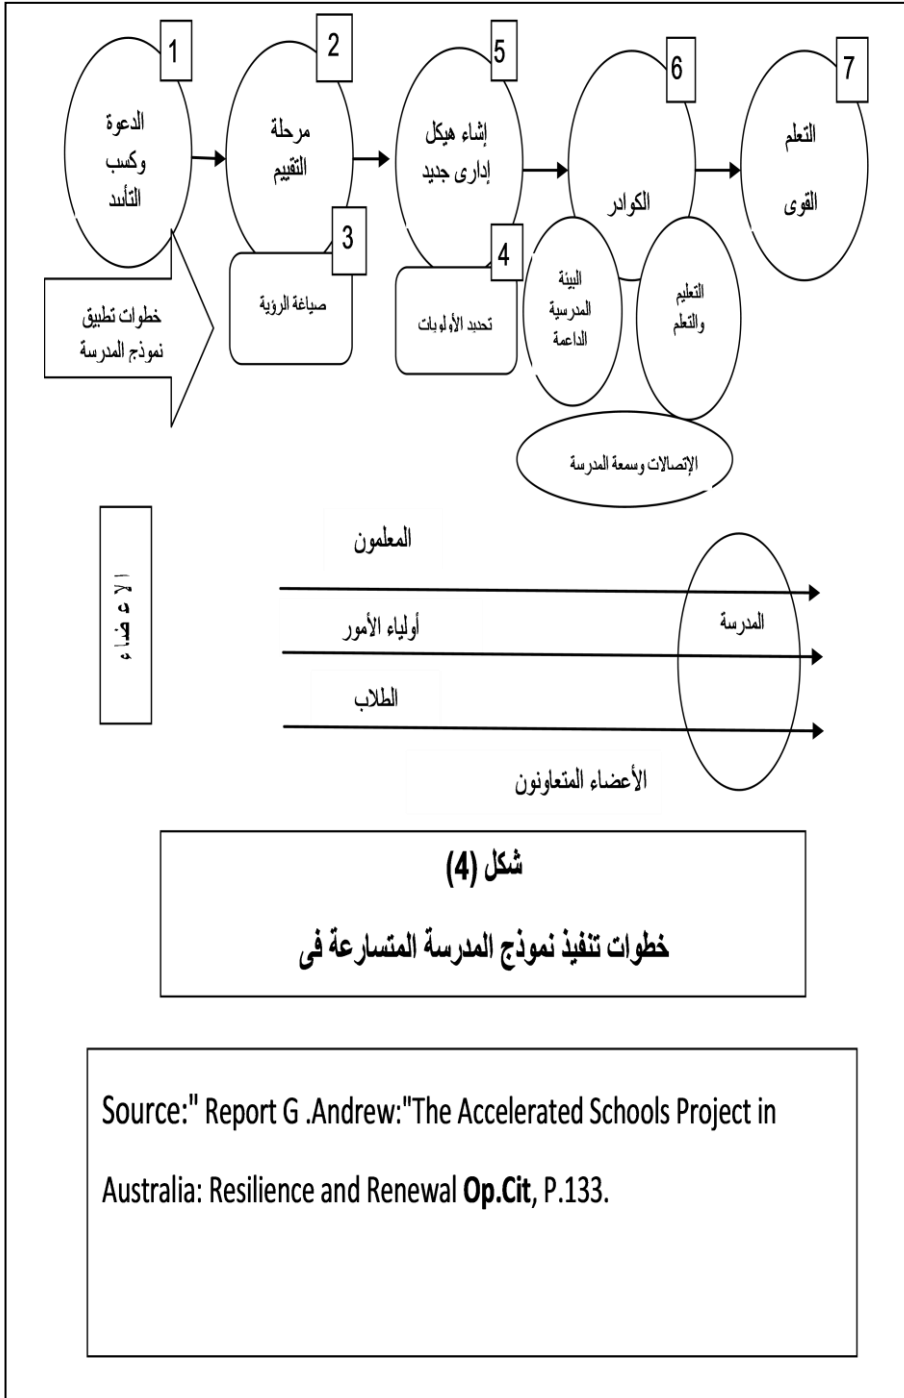 1
الدعوة
وكسب
التأييد
2
مرحلة
التقييم
3
صياغة الرؤية
5
إشاء هيكل
إدارى جديد
4
تحديد الأولويات
6
الكوادر
البيئة
المدرسية
الداعمة
التعليم
والتعلم
الإتصالات وسمعة المدرسة
7
التعلم
القوى
خطوات تطبيق
نموذج المدرسة
الاعضاء
المعلمون
أولياء الأمور
الطلاب
الأعضاء المتعاونون
المدرسة
شكل (4)
خطوات تنفيذ نموذج المدرسة المتسارعة فى
Source:" Report G .Andrew:"The Accelerated Schools Project in
Australia: Resilience and Renewal Op.Cit, P.133.